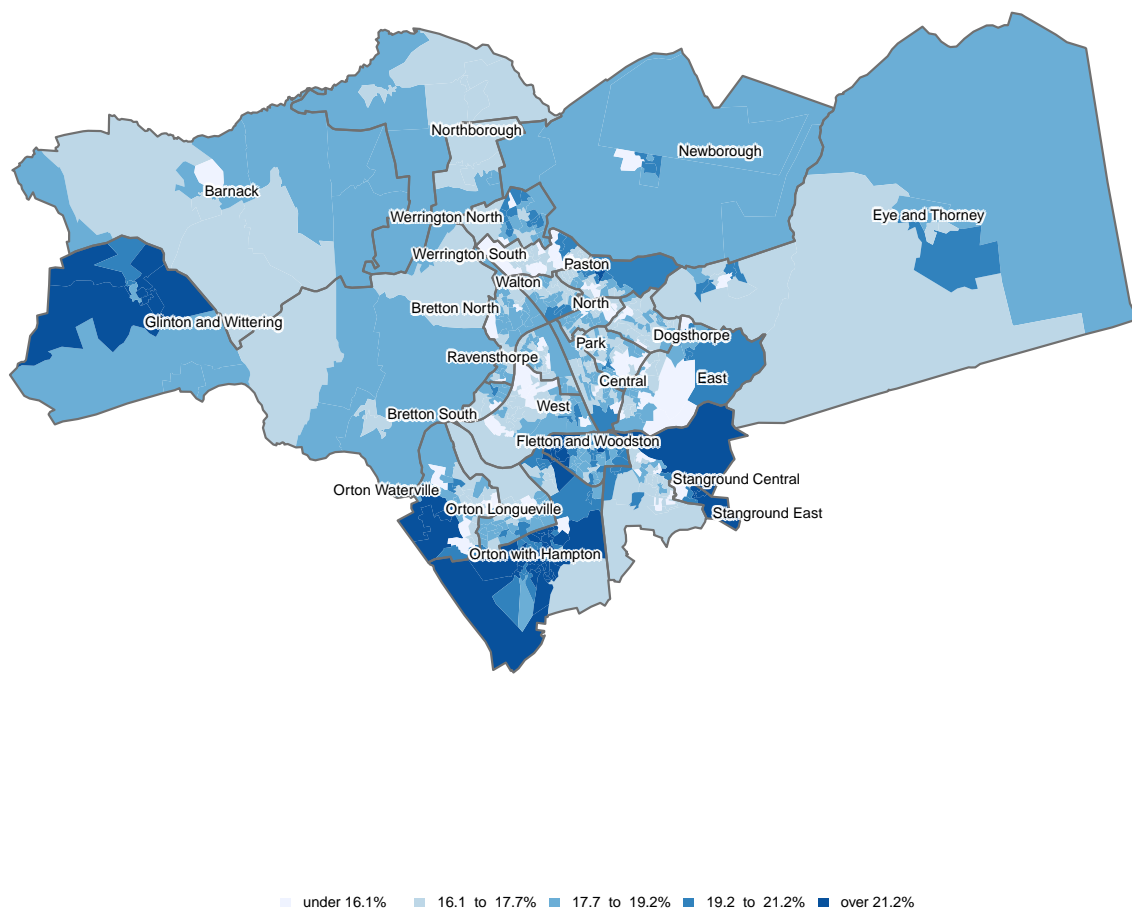 Northborough
Newborough
Barnack
Eye and Thorney
Werrington North
Werrington South
Paston
Walton
North
Bretton North
Glinton and Wittering
Dogsthorpe
Park
Ravensthorpe
Central
East
West
Bretton South
Fletton and Woodston
Stanground Central
Orton Waterville
Orton Longueville
Stanground East
Orton with Hampton
under 16.1% 16.1 to 17.7% 17.7 to 19.2% 19.2 to 21.2% over 21.2%